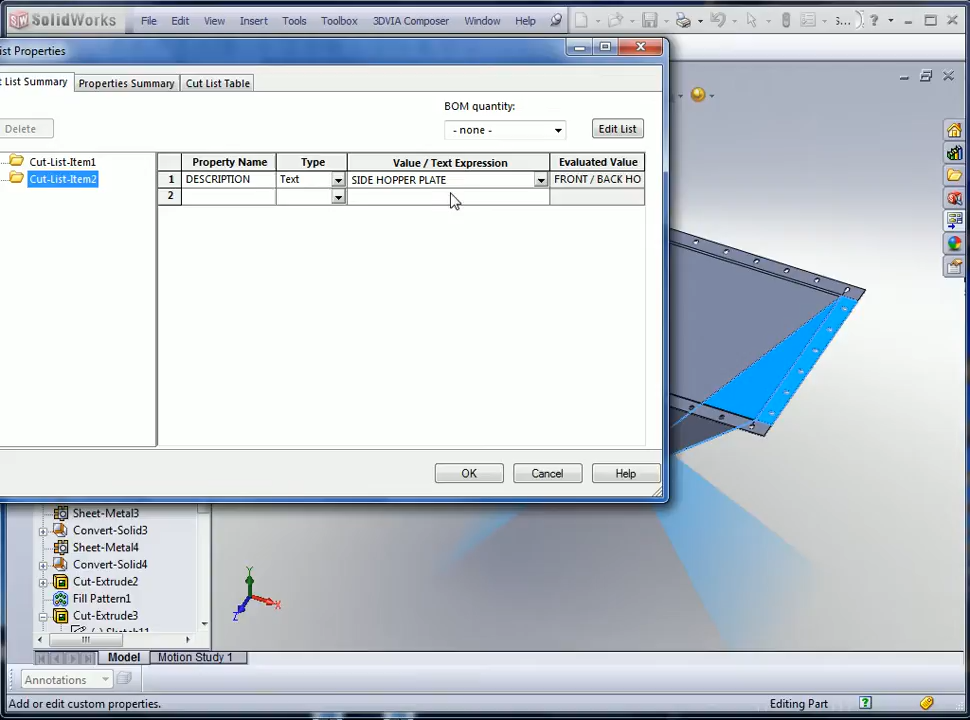 SolidWorks File Edit View Insert Tools Toolbox 3DVIA Composer Window Help S... ?
ist Properties
t List Summary Properties Summary Cut List Table
BOM quantity:
Delete - none - Edit List
Cut-List-Item1
Cut-List-Item2
Property Name Type Value / Text Expression Evaluated Value
1 DESCRIPTION Text SIDE HOPPER PLATE FRONT / BACK HO
2
OK Cancel Help
Sheet-Metal3
Convert-Solid3
Sheet-Metal4
Convert-Solid4
Cut-Extrude2
Fill Pattern1
Cut-Extrude3
(-) Sketch11
Y
X
Z
Model Motion Study 1
Annotations
Add or edit custom properties. Editing Part ?